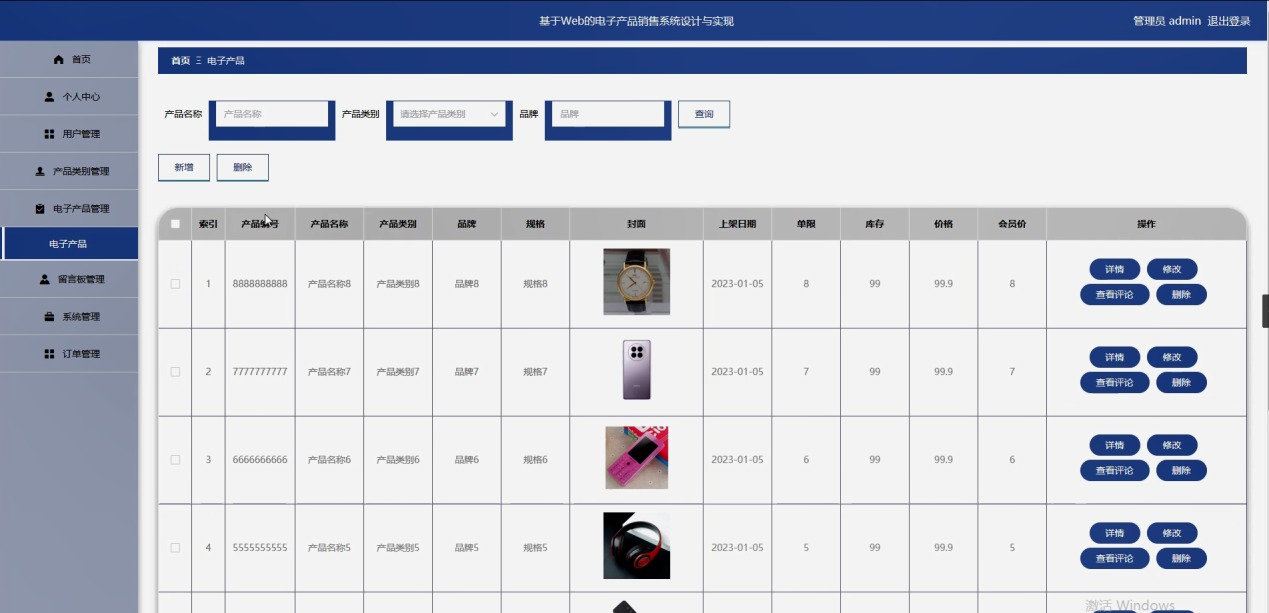 基于Web的电子产品销售系统设计与实现
管理员 admin 退出登录
首页
个人中心
用户管理
产品类别管理
电子产品管理
电子产品
留言板管理
系统管理
订单管理
首页 Ξ 电子产品
产品名称 产品名称 产品类别 请选择产品类别 品牌 品牌 查询
新增 删除
索引 产品编号 产品名称 产品类别 品牌 规格 封面 上架日期 单限 库存 价格 会员价 操作
1 8888888888 产品名称8 产品类别8 品牌8 规格8 2023-01-05 8 99 99.9 8 详情 修改
查看评论 删除
2 7777777777 产品名称7 产品类别7 品牌7 规格7 2023-01-05 7 99 99.9 7 详情 修改
查看评论 删除
3 6666666666 产品名称6 产品类别6 品牌6 规格6 2023-01-05 6 99 99.9 6 详情 修改
查看评论 删除
4 5555555555 产品名称5 产品类别5 品牌5 规格5 2023-01-05 5 99 99.9 5 详情 修改
查看评论 删除
激活 Windows